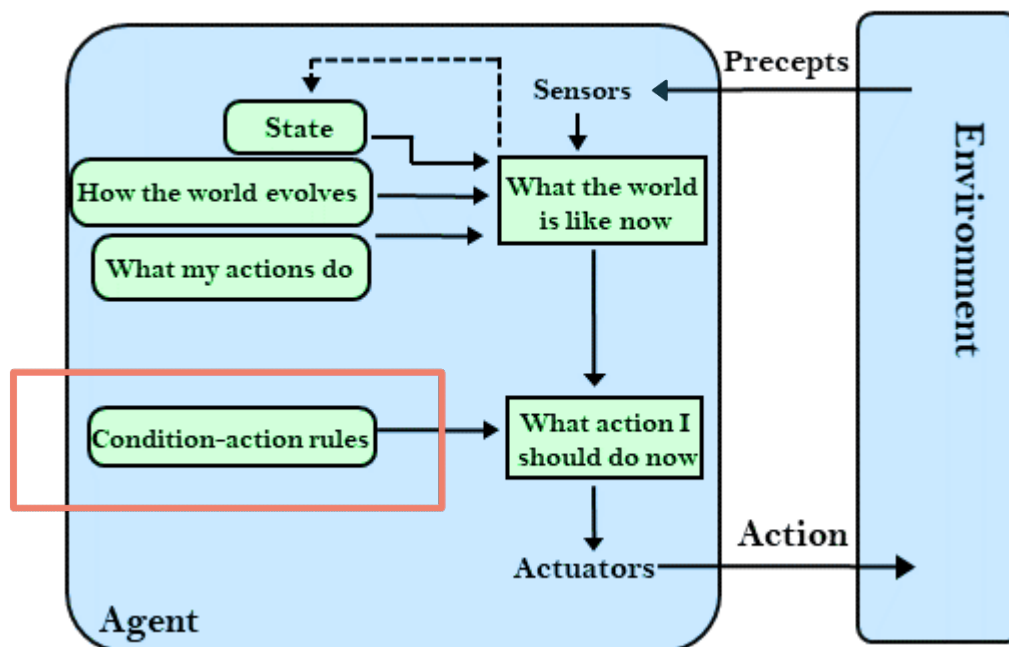 Precepts
Sensors
State
How the world evolves
What the world
is like now
What my actions do
Environment
Condition-action rules
What action I
should do now
Action
Actuators
Agent